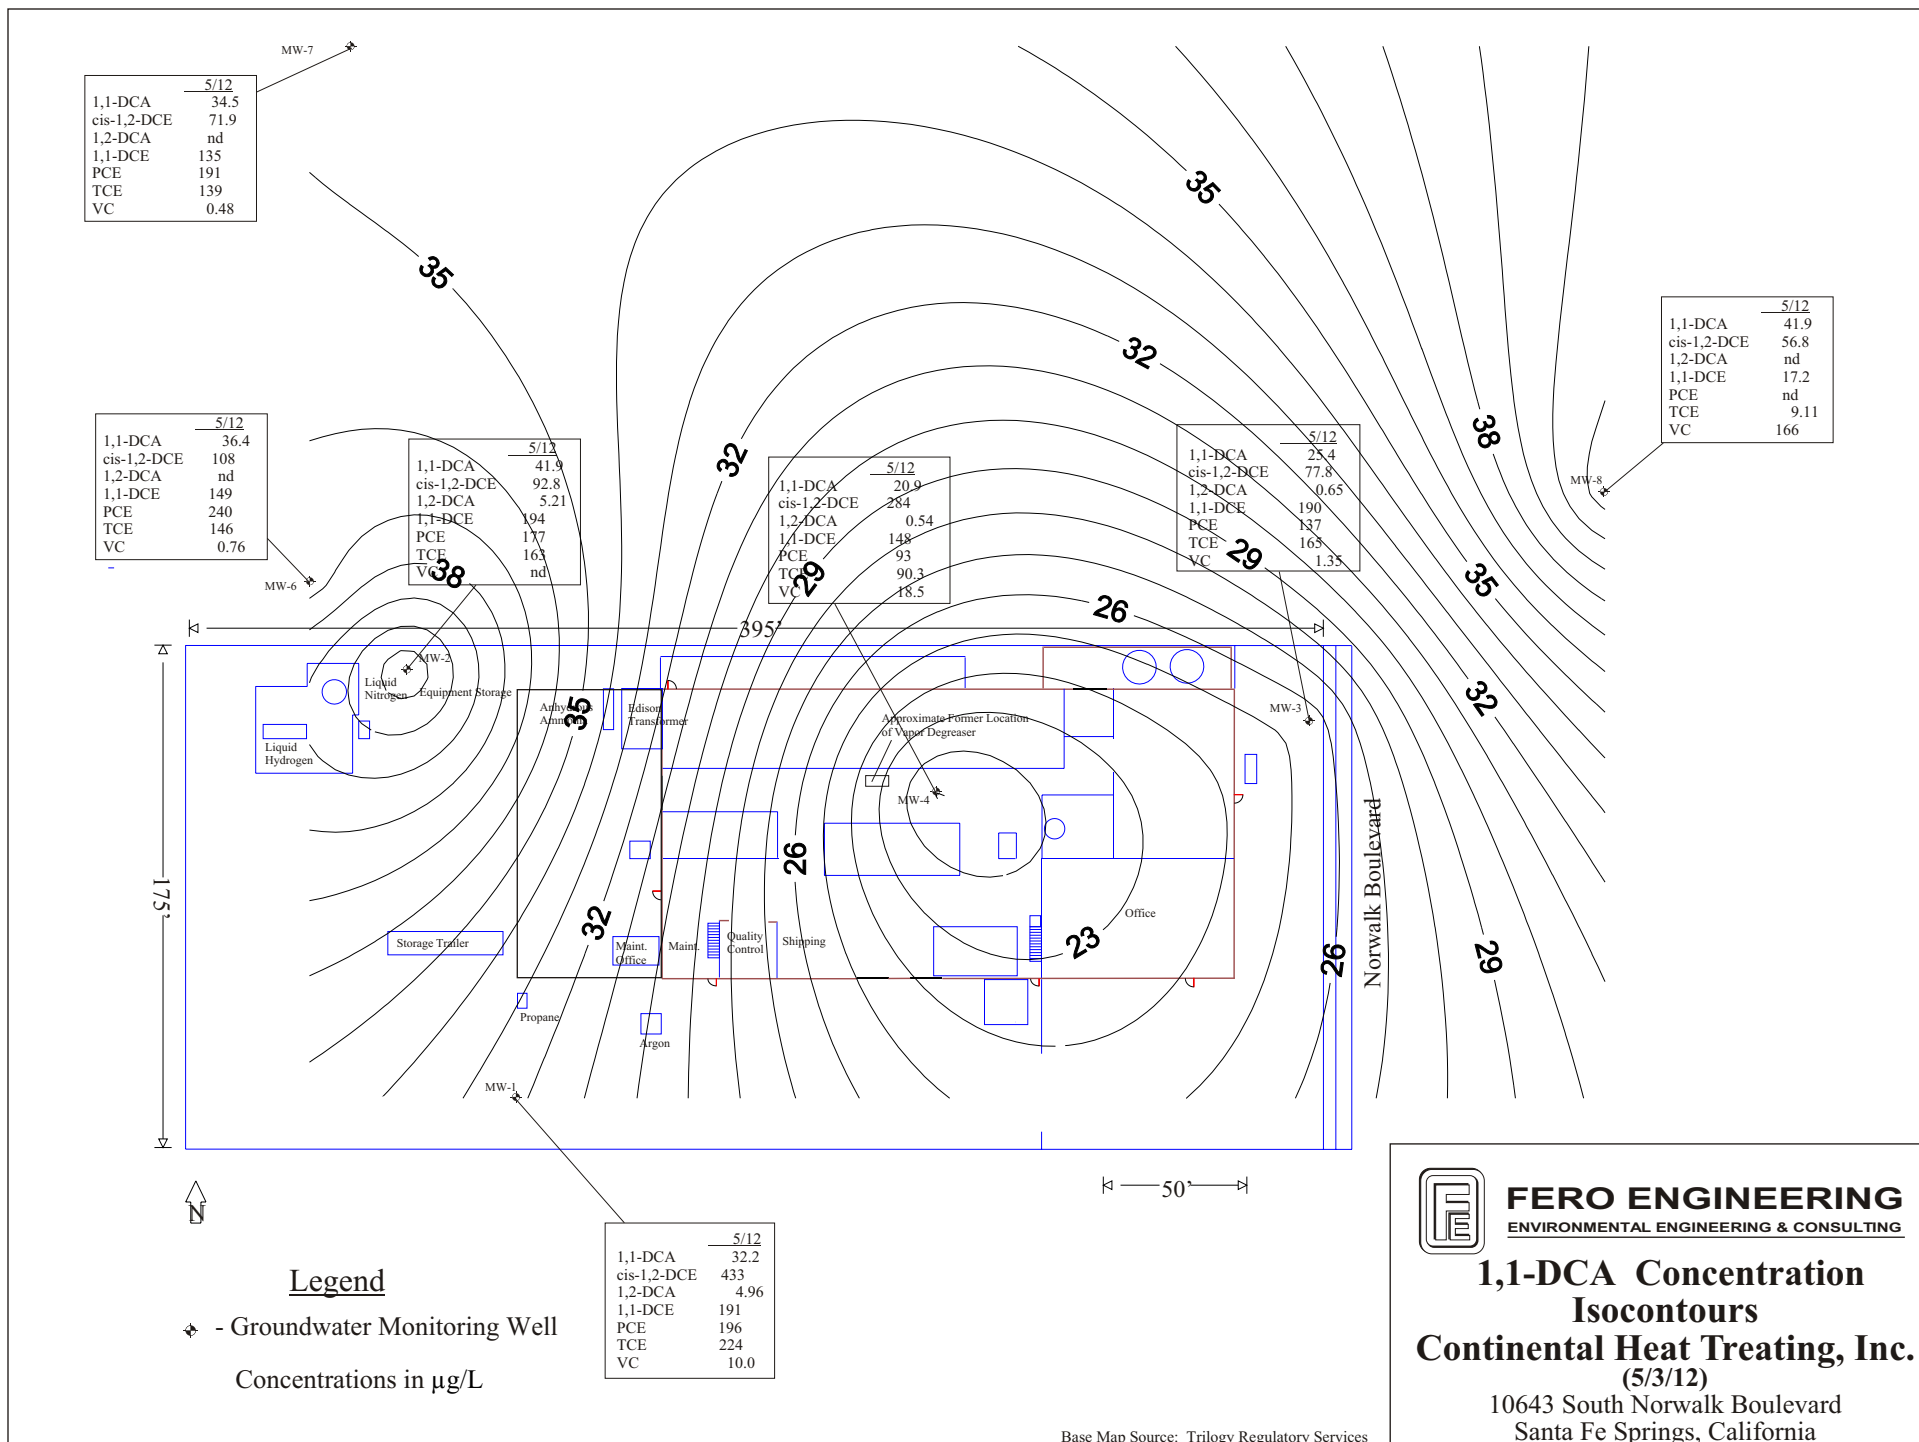 MW-7
5/12
1,1-DCA 34.5
cis-1,2-DCE 71.9
1,2-DCA nd
1,1-DCE 135
PCE 191
TCE 139
VC 0.48
35
35
32
32
38
5/12
1,1-DCA 41.9
cis-1,2-DCE 56.8
1,2-DCA nd
1,1-DCE 17.2
PCE nd
TCE 9.11
VC 166
MW-8
5/12
1,1-DCA 36.4
cis-1,2-DCE 108
1,2-DCA nd
1,1-DCE 149
PCE 240
TCE 146
VC 0.76
MW-6
5/12
1,1-DCA 41.9
cis-1,2-DCE 92.8
1,2-DCA 5.21
1,1-DCE 194
PCE 177
TCE 163
VC nd
38
5/12
1,1-DCA 20.9
cis-1,2-DCE 284
1,2-DCA 0.54
1,1-DCE 148
PCE 93
TCE 90.3
VC 18.5
29
5/12
1,1-DCA 25.4
cis-1,2-DCE 77.8
1,2-DCA 0.65
1,1-DCE 190
PCE 137
TCE 165
VC 1.35
29
35
26
32
395'
MW-2
Liquid
Nitrogen
Equipment Storage
Liquid
Hydrogen
Anhydrous
Ammonia
35
Edison
Transformer
Approximate Former Location
of Vapor Degreaser
MW-3
MW-4
175'
26
Norwalk Boulevard
32
Storage Trailer
Maint.
Office
Maint.
Quality
Control
Shipping
Office
23
26
29
Propane
Argon
MW-1
50'
N
5/12
1,1-DCA 32.2
cis-1,2-DCE 433
1,2-DCA 4.96
1,1-DCE 191
PCE 196
TCE 224
VC 10.0
Legend
- Groundwater Monitoring Well
Concentrations in µg/L
FE
FERO ENGINEERING
ENVIRONMENTAL ENGINEERING & CONSULTING
1,1-DCA Concentration
Isocontours
Continental Heat Treating, Inc.
(5/3/12)
10643 South Norwalk Boulevard
Santa Fe Springs, California
Base Map Source: Trilogy Regulatory Services